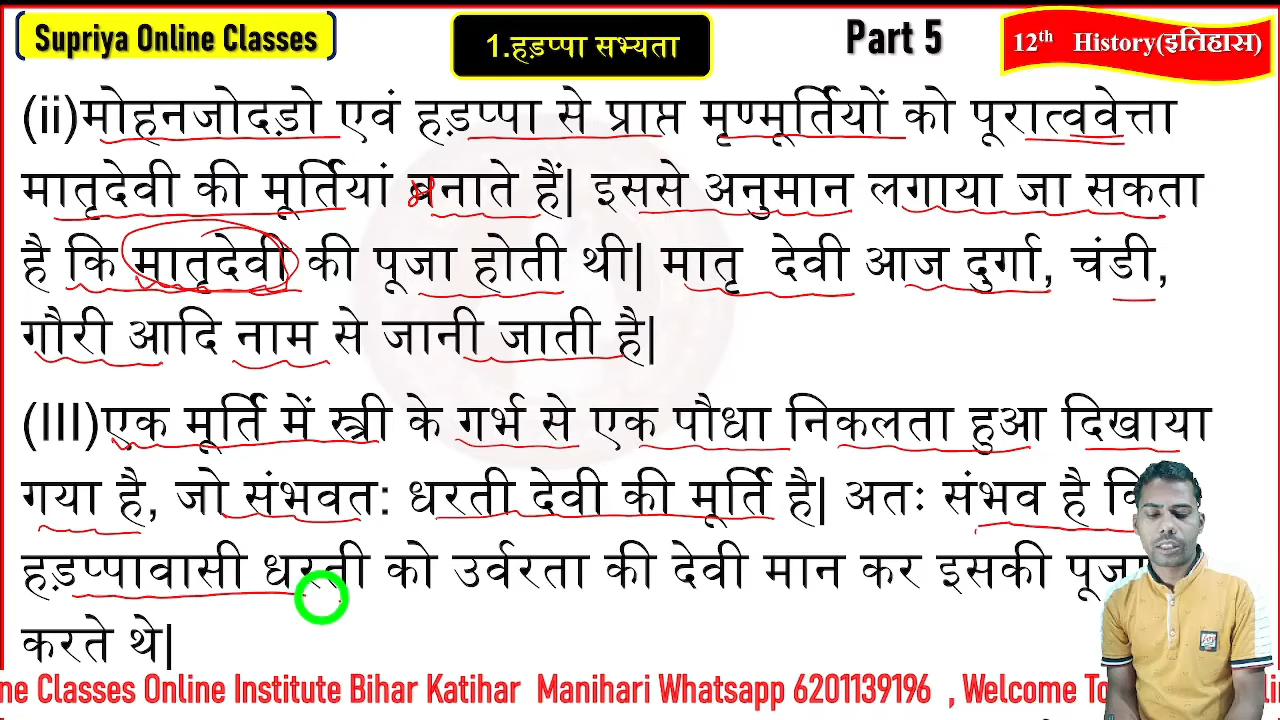 Supriya Online Classes
1.हड़प्पा सभ्यता
Part 5
12th History(इतिहास)
(ii)मोहनजोदड़ो एवं हड़प्पा से प्राप्त मृण्मूर्तियों को पूरात्ववेत्ता
मातृदेवी की मूर्तियां बनाते हैं| इससे अनुमान लगाया जा सकता
है कि मातृदेवी की पूजा होती थी| मातृ देवी आज दुर्गा, चंडी,
गौरी आदि नाम से जानी जाती है|
(III)एक मूर्ति में स्त्री के गर्भ से एक पौधा निकलता हुआ दिखाया
गया है, जो संभवत: धरती देवी की मूर्ति है| अतः संभव है
हड़प्पावासी धरती को उर्वरता की देवी मान कर इसकी पूजा
करते थे|
ne Classes Online Institute Bihar Katihar Manihari Whatsapp 6201139196 , Welcome To